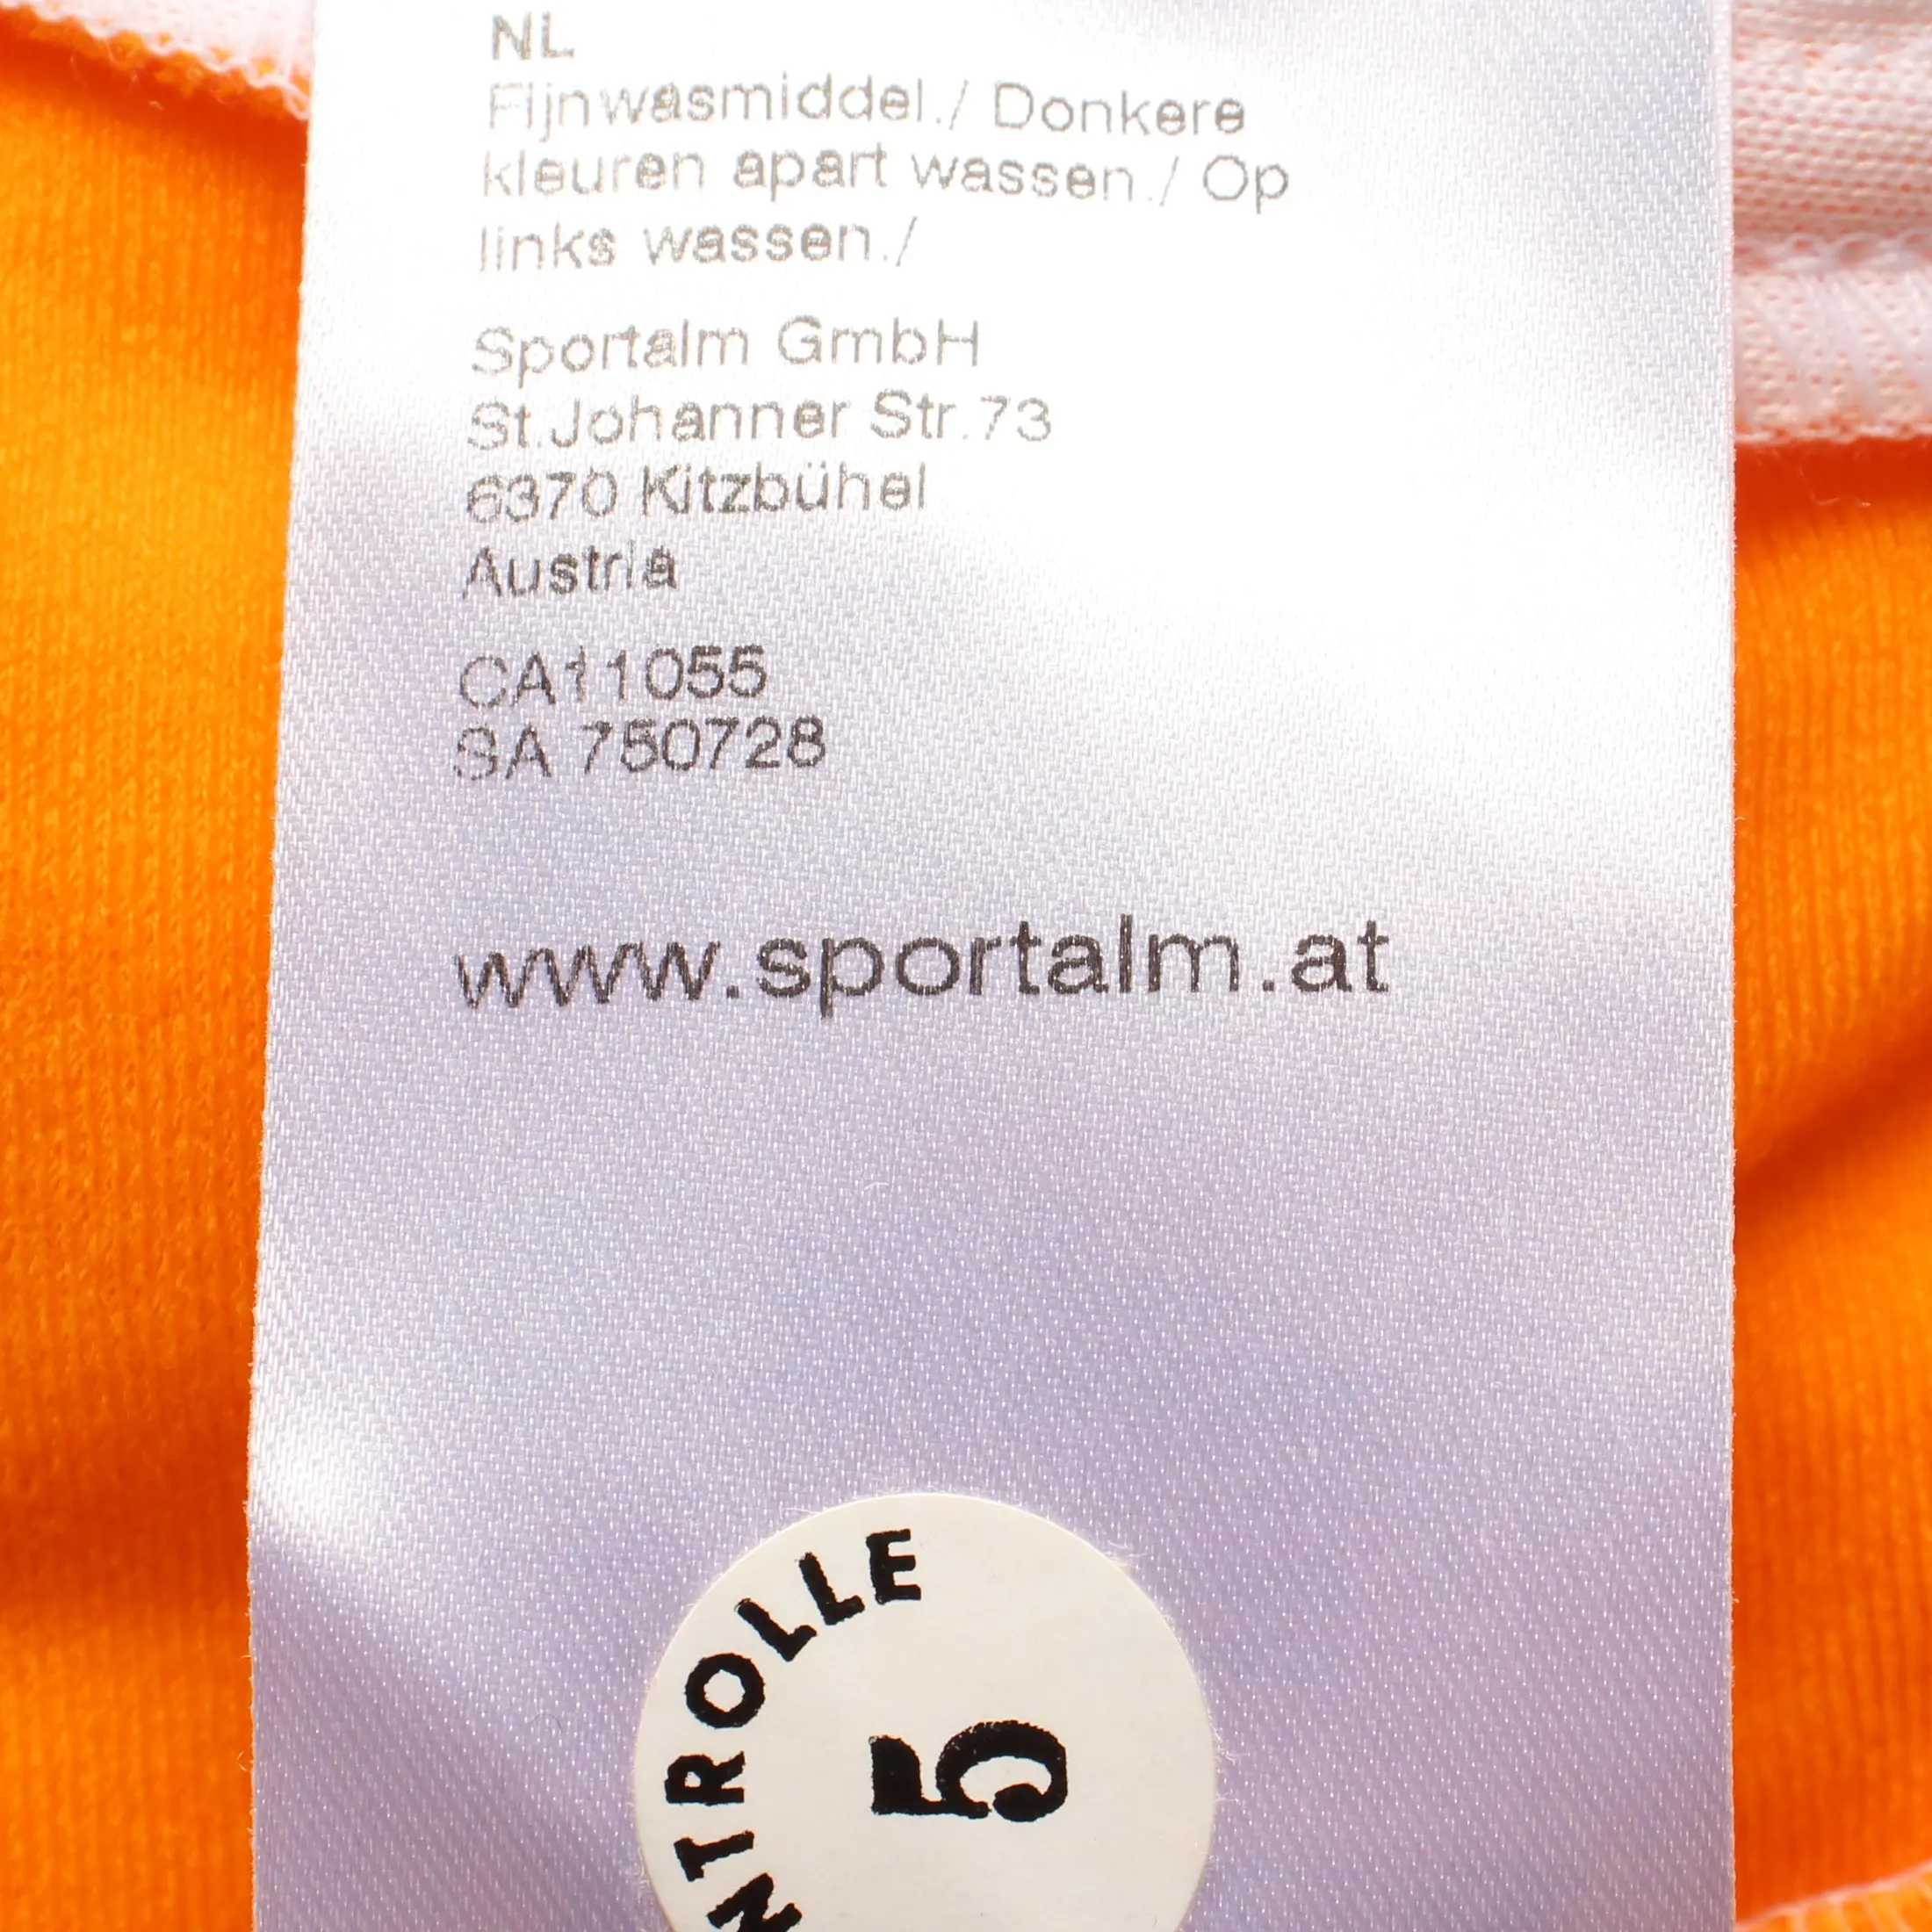 NL
Fijnwasmiddel./ Donkere
kleuren apart wassen./ Op
links wassen./
Sportalm GmbH
St.Johanner Str.73
6370 Kitzbühel
Austria
CA11055
SA 750728
www.sportalm.at
NTROLLE
5